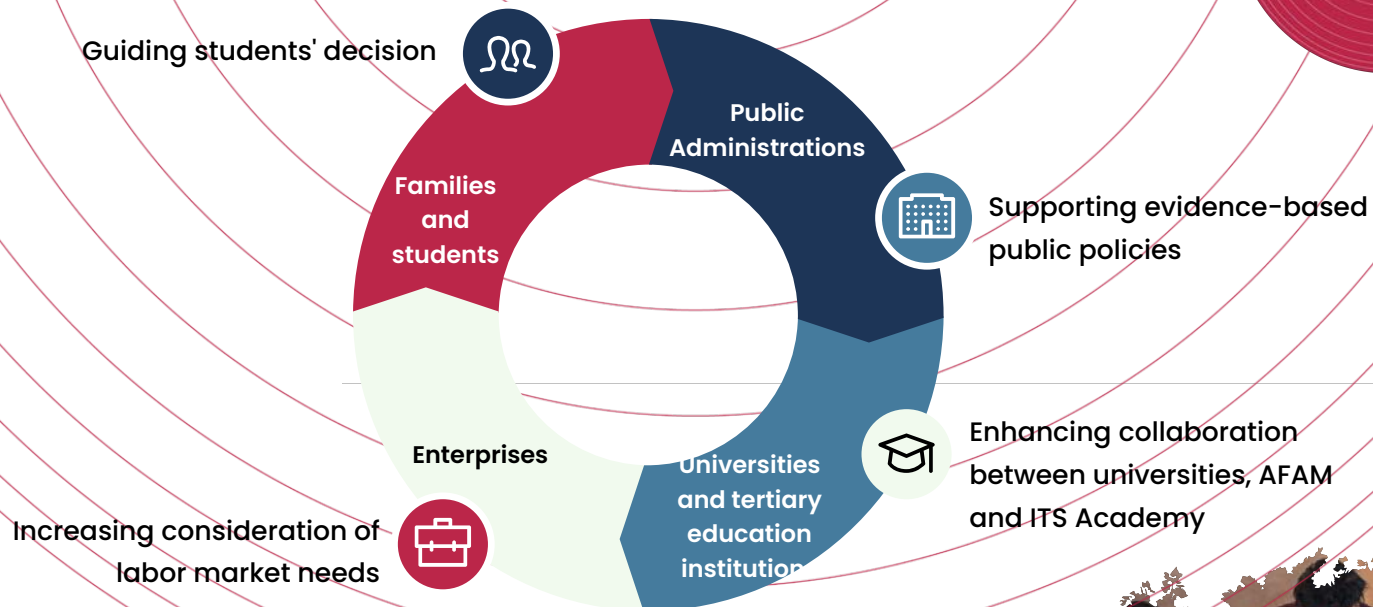 Guiding students' decision
Public
Administrations
Families
and
students
Supporting evidence-based
public policies
Enterprises
Universities
and tertiary
education
institution
Enhancing collaboration
between universities, AFAM
and ITS Academy
Increasing consideration of
labor market needs